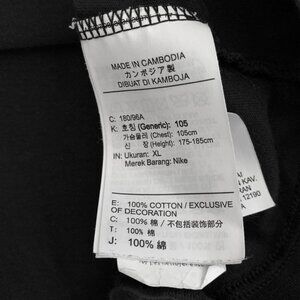 MADE IN CAMBODIA
カンボジア製
DIBUAT DI KAMBOJA
C: 180/96A
K: 호칭 (Generic): 105
가슴둘레 (Chest): 105cm
신 장 (Height): 175-185cm
IN: Ukuran: XL
Merek Barang: Nike
E: 100% COTTON / EXCLUSIVE
OF DECORATION
C: 100% 棉 / 不包括装饰部分
T: 100% 棉
J: 100% 綿
KAV.
12190